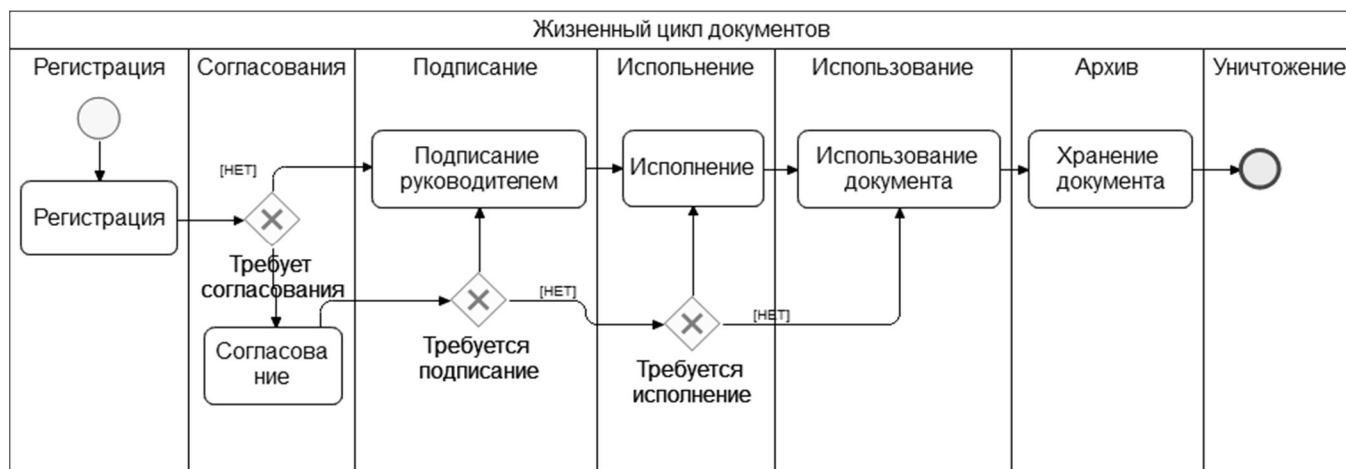 Жизненный цикл документов
Регистрация
Согласования
Подписание
Испольнение
Использование
Архив
Уничтожение
Регистрация
[НЕТ]
Требует
согласования
Согласова
ние
Подписание
руководителем
[НЕТ]
Требуется
подписание
Исполнение
[НЕТ]
Требуется
исполнение
Использование
документа
Хранение
документа